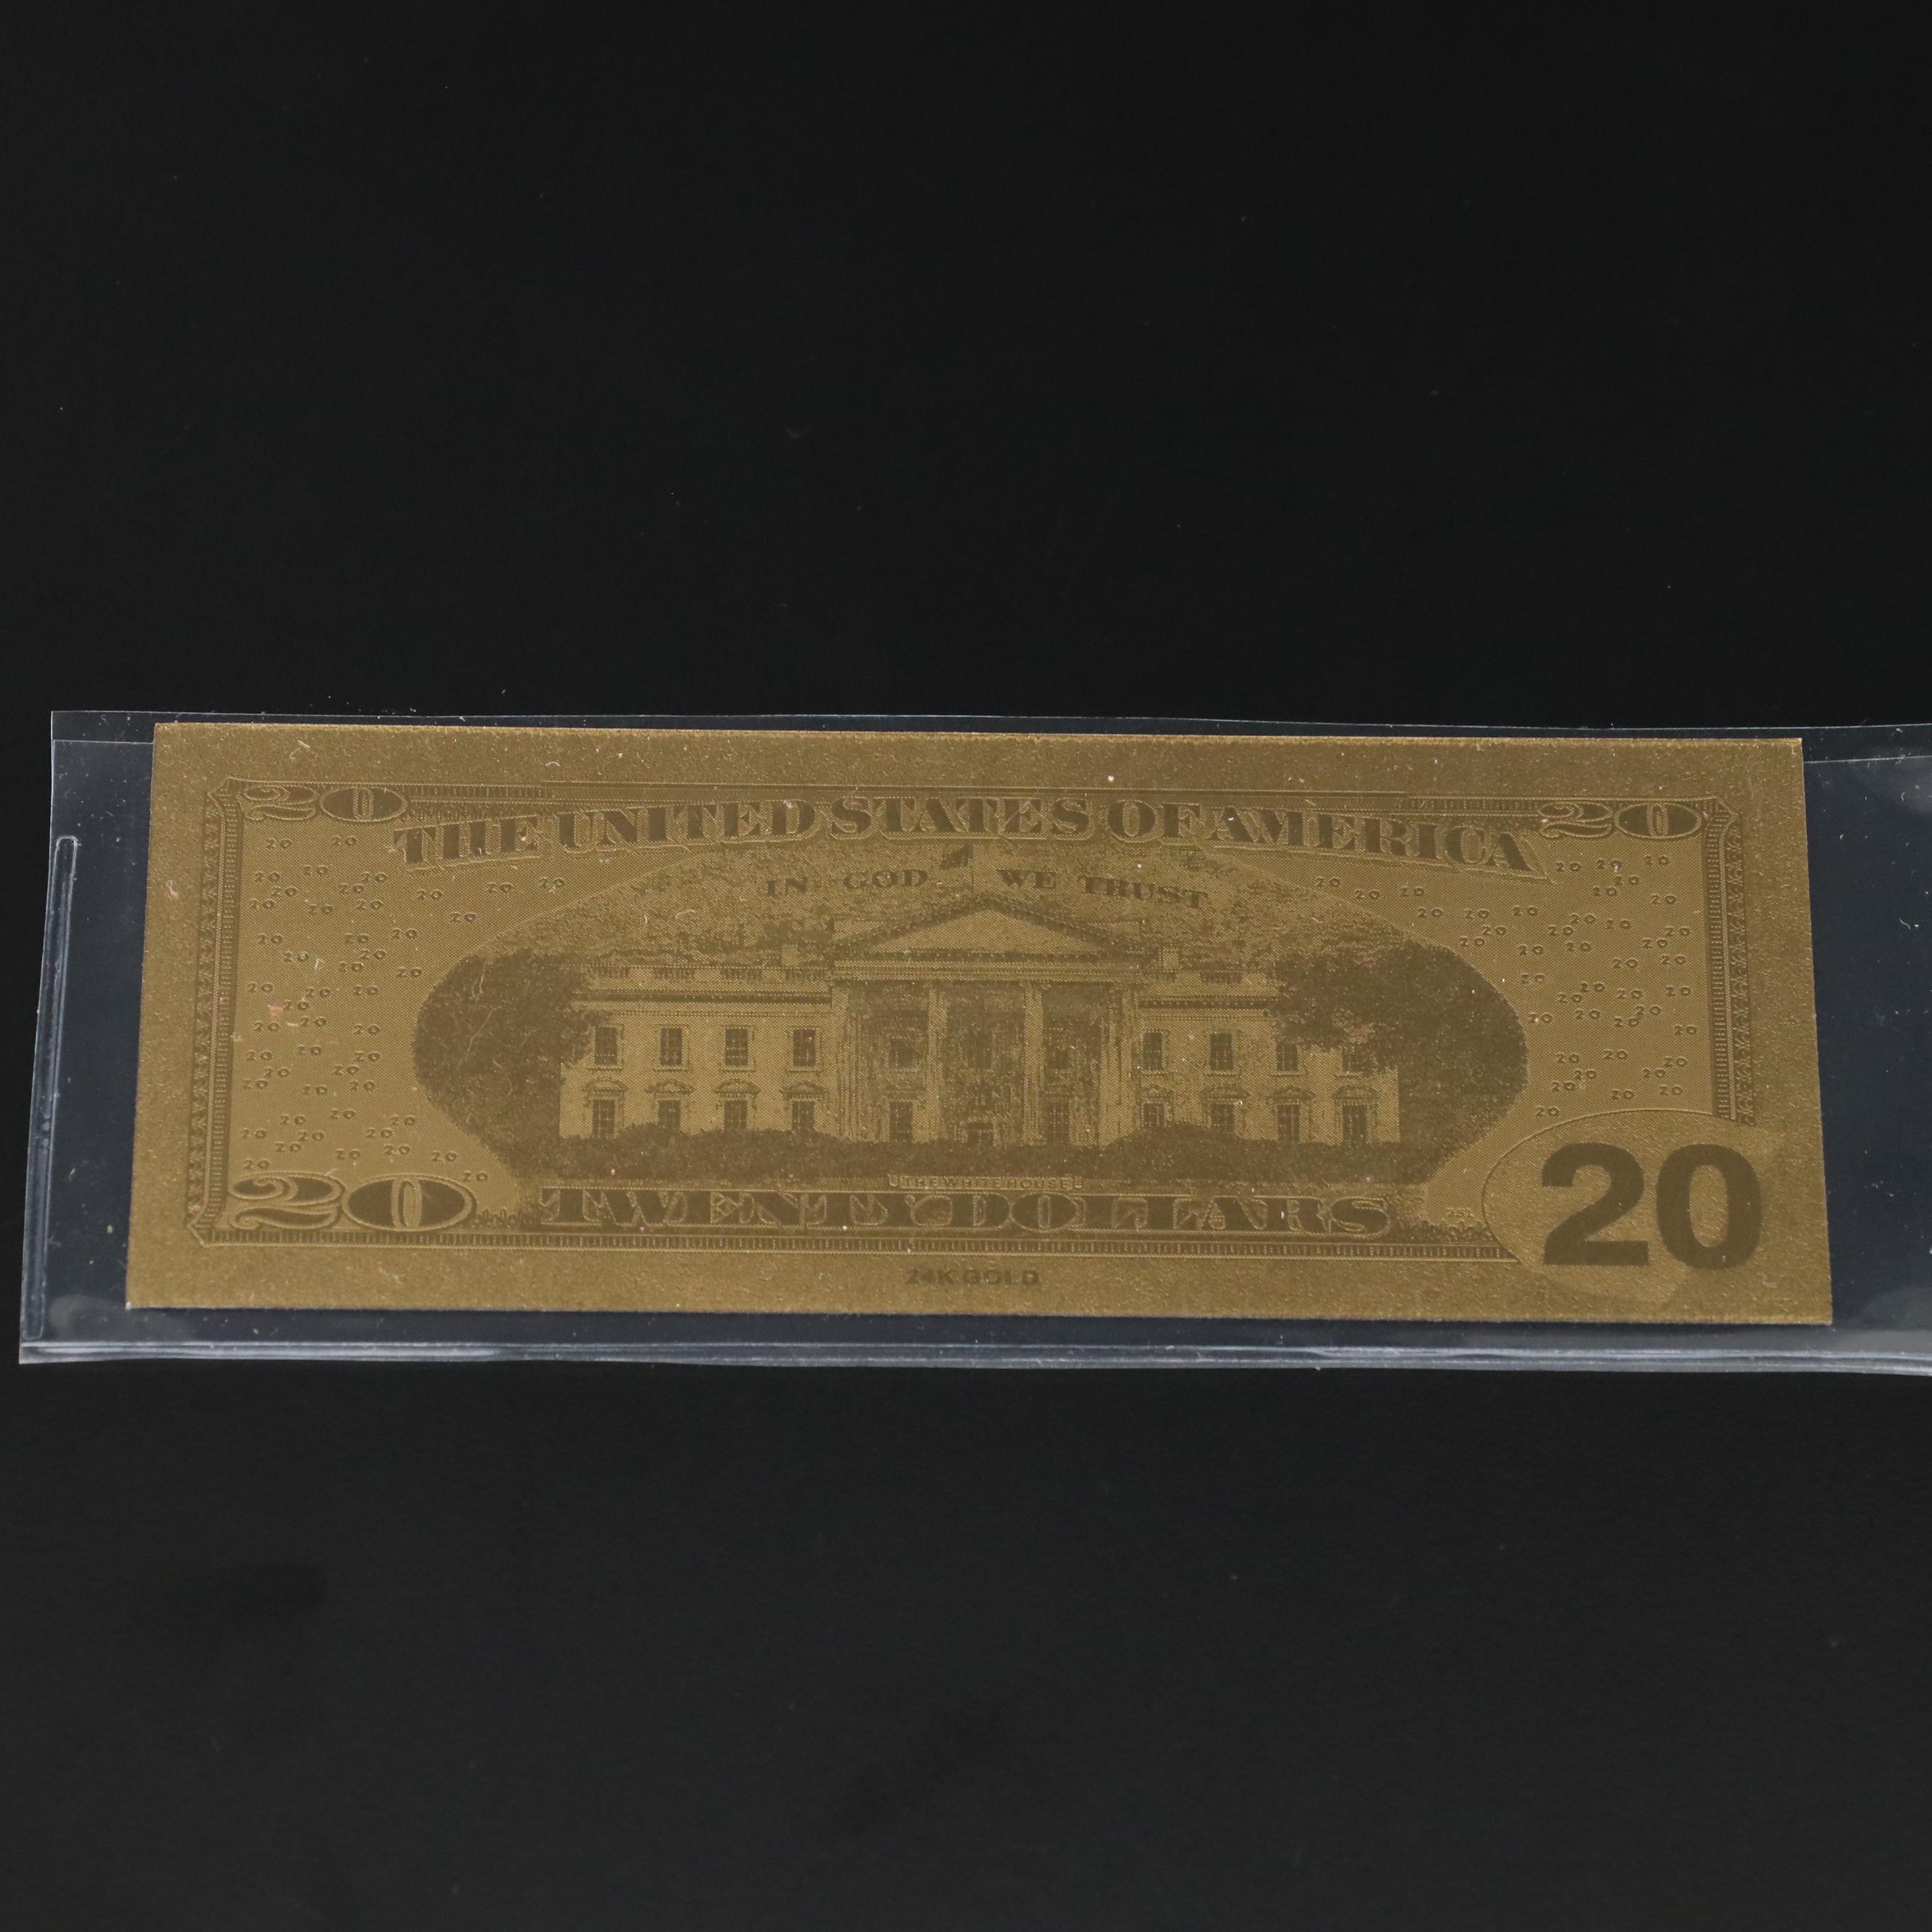 20 20
THE UNITED STATES OF AMERICA
IN GOD WE TRUST
THE WHITE HOUSE
20 TWENTY DOLLARS 20
24K GOLD